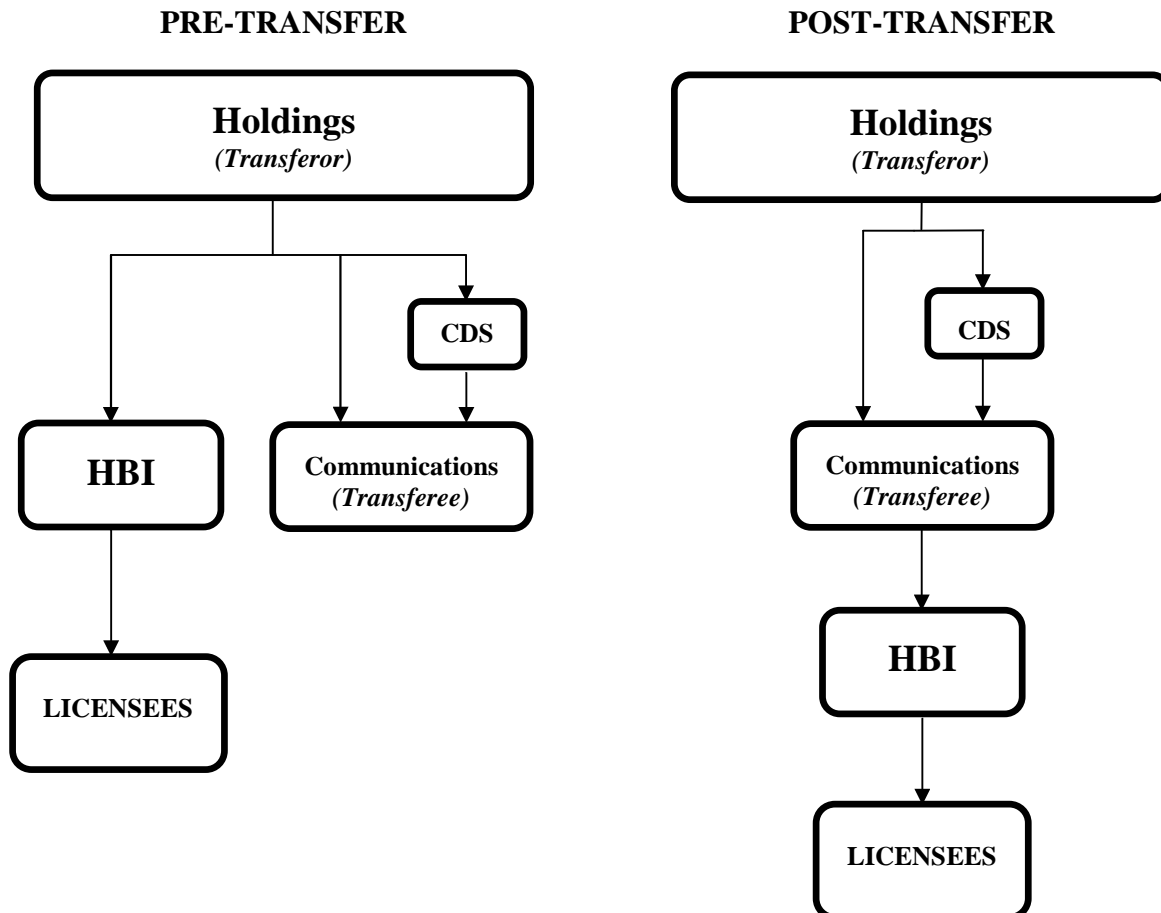 PRE-TRANSFER
Holdings
(Transferor)
CDS
HBI
Communications
(Transferee)
LICENSEES
POST-TRANSFER
Holdings
(Transferor)
CDS
Communications
(Transferee)
HBI
LICENSEES